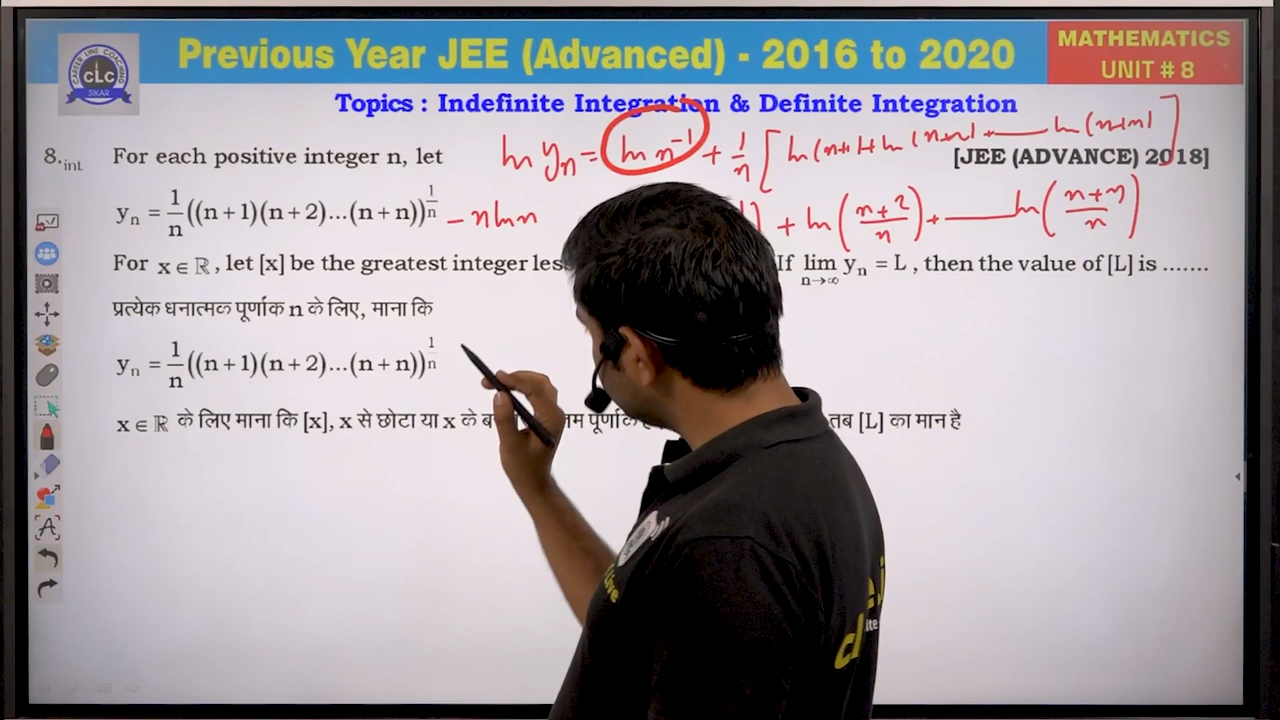 Previous Year JEE (Advanced) - 2016 to 2020
MATHEMATICS
UNIT # 8
CAREER LINE COACHING
CLC
SIKAR
Topics : Indefinite Integration & Definite Integration
ln yₙ = ln n⁻¹ + 1/n [ln(n+1)+ ln(n+2)+ — ln(n+n)]
8.int For each positive integer n, let [JEE (ADVANCE) 2018]
yₙ = 1/n ((n+1)(n+2)...(n+n))^(1/n) - n ln n + ln((n+2)/n) + — ln((n+n)/n)
For x ∈ ℝ, let [x] be the greatest integer If lim n→∞ yₙ = L , then the value of [L] is .......
प्रत्येक धनात्मक पूर्णांक n के लिए, माना कि
yₙ = 1/n ((n+1)(n+2)...(n+n))^(1/n)
x ∈ ℝ के लिए माना कि [x], x से छोटा या x के तब [L] का मान है